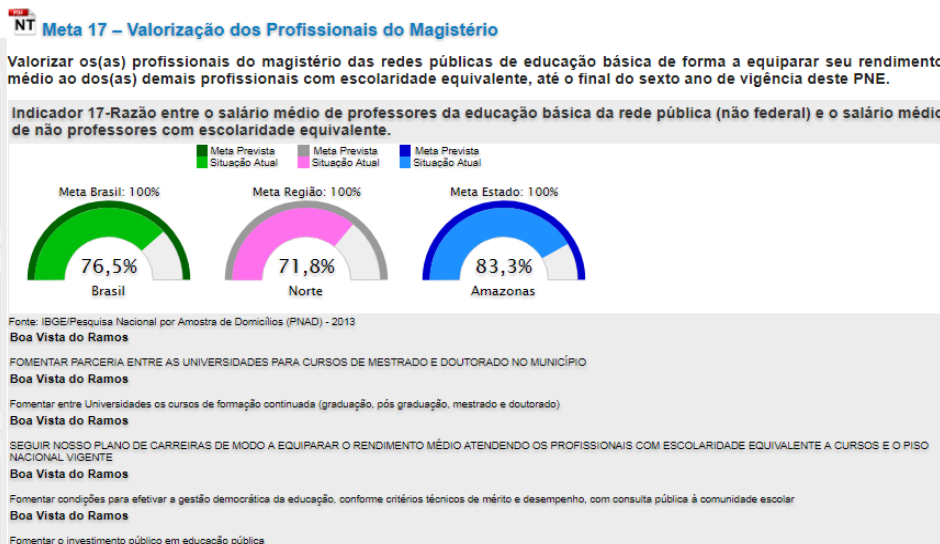 PDF
NT Meta 17 – Valorização dos Profissionais do Magistério
Valorizar os(as) profissionais do magistério das redes públicas de educação básica de forma a equiparar seu rendimento
médio ao dos(as) demais profissionais com escolaridade equivalente, até o final do sexto ano de vigência deste PNE.
Indicador 17-Razão entre o salário médio de professores da educação básica da rede pública (não federal) e o salário médio
de não professores com escolaridade equivalente.
Meta Prevista Meta Prevista Meta Prevista
Situação Atual Situação Atual Situação Atual
Meta Brasil: 100% Meta Região: 100% Meta Estado: 100%
76,5% 71,8% 83,3%
Brasil Norte Amazonas
Fonte: IBGE/Pesquisa Nacional por Amostra de Domicílios (PNAD) - 2013
Boa Vista do Ramos
FOMENTAR PARCERIA ENTRE AS UNIVERSIDADES PARA CURSOS DE MESTRADO E DOUTORADO NO MUNICÍPIO
Boa Vista do Ramos
Fomentar entre Universidades os cursos de formação continuada (graduação, pós graduação, mestrado e doutorado)
Boa Vista do Ramos
SEGUIR NOSSO PLANO DE CARREIRAS DE MODO A EQUIPARAR O RENDIMENTO MÉDIO ATENDENDO OS PROFISSIONAIS COM ESCOLARIDADE EQUIVALENTE A CURSOS E O PISO
NACIONAL VIGENTE
Boa Vista do Ramos
Fomentar condições para efetivar a gestão democrática da educação, conforme critérios técnicos de mérito e desempenho, com consulta pública à comunidade escolar
Boa Vista do Ramos
Fomentar o investimento público em educação pública